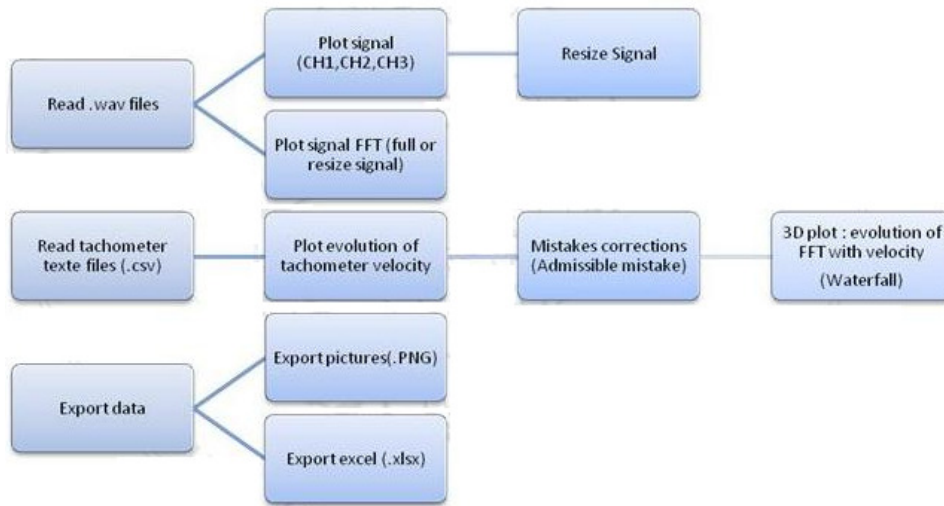 Plot signal
(CH1,CH2,CH3)
Resize Signal
Read .wav files
Plot signal FFT (full or
resize signal)
Read tachometer
texte files (.csv)
Plot evolution of
tachometer velocity
Mistakes corrections
(Admissible mistake)
3D plot : evolution of
FFT with velocity
(Waterfall)
Export pictures(.PNG)
Export data
Export excel (.xlsx)